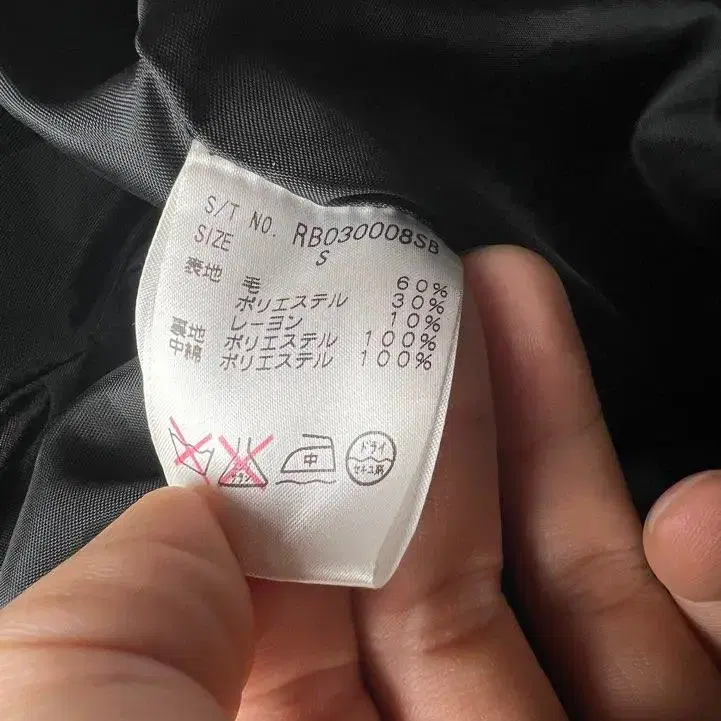 S/T NO. RB030008SB
SIZE S
表地 毛 60%
ポリエステル 30%
レーヨン 10%
裏地 ポリエステル 100%
中綿 ポリエステル 100%
中
ドライ
セキユ系